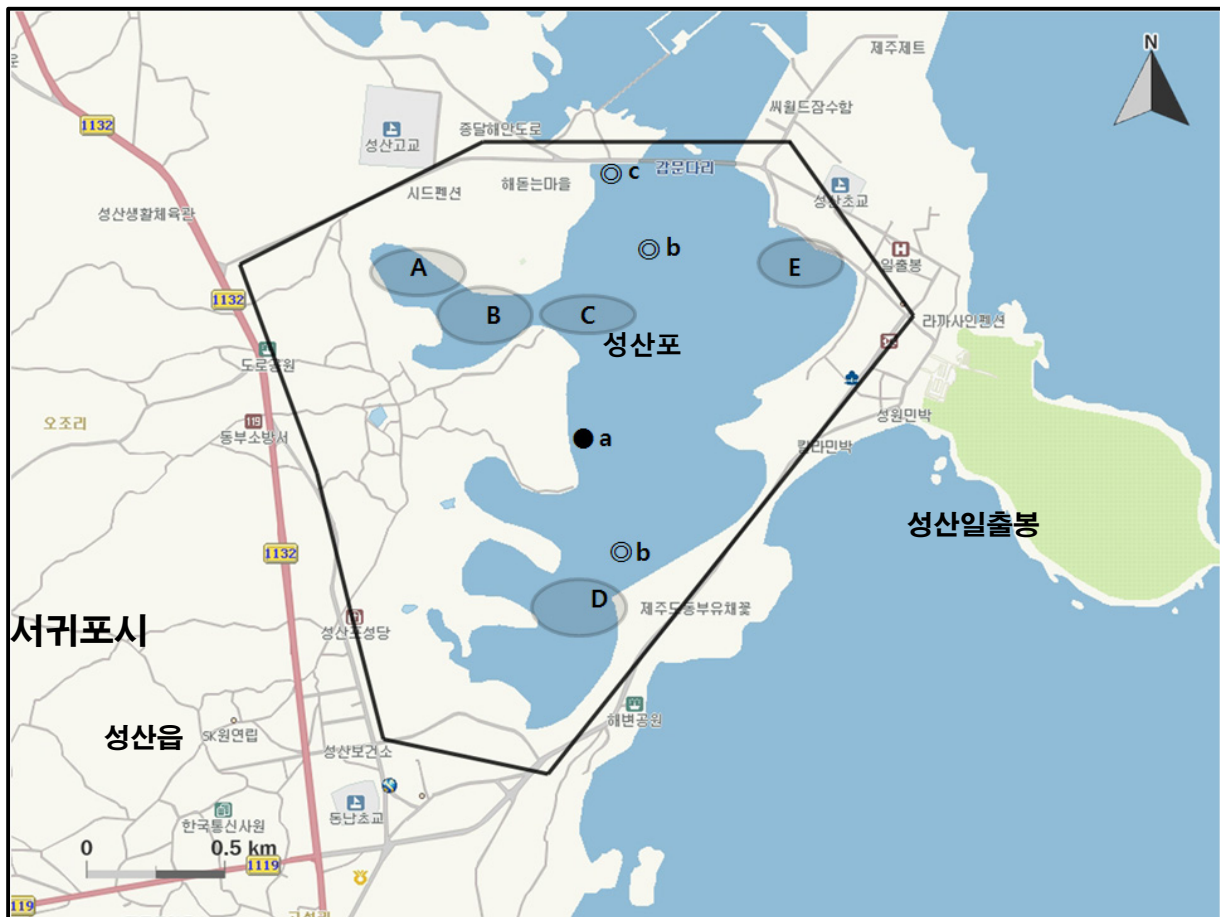 N
제주제트
씨월드잠수함
1132
성산고교
종달해안도로
c
갑문다리
해돋는마을
시드펜션
성산초교
성산생활체육관
b
H
일출봉
A
E
1132
B
C
라까사인펜션
성산포
도로공원
오조리
119
동부소방서
a
성원민박
칼라민박
성산일출봉
1132
b
D
제주도동부유채꽃
서귀포시
성산포성당
해변공원
성산읍
SK원연립
성산보건소
동남초교
한국통신사원
0
0.5 km
1119
119